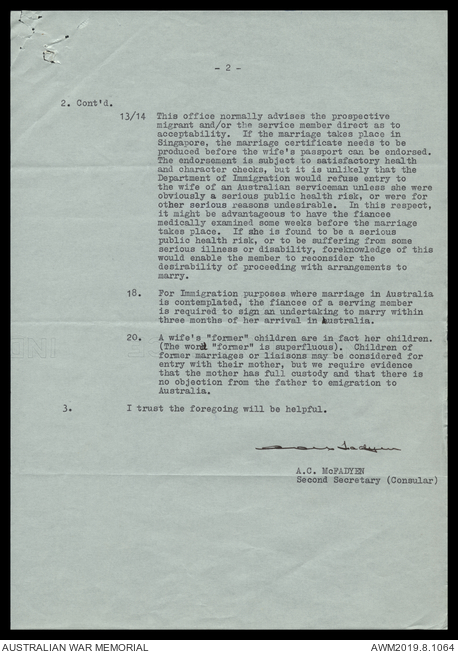 - 2 -
2. Cont'd.
13/14 This office normally advises the prospective
migrant and/or the service member direct as to
acceptability. If the marriage takes place in
Singapore, the marriage certificate needs to be
produced before the wife's passport can be endorsed.
The endorsement is subject to satisfactory health
and character checks, but it is unlikely that the
Department of Immigration would refuse entry to
the wife of an Australian serviceman unless she were
obviously a serious public health risk, or were for
other serious reasons undesirable. In this respect,
it might be advantageous to have the fiancee
medically examined some weeks before the marriage
takes place. If she is found to be a serious
public health risk, or to be suffering from some
serious illness or disability, foreknowledge of this
would enable the member to reconsider the
desirability of proceeding with arrangements to
marry.
18. For Immigration purposes where marriage in Australia
is contemplated, the fiancee of a serving member
is required to sign an undertaking to marry within
three months of her arrival in Australia.
20. A wife's "former" children are in fact her children.
(The word "former" is superfluous). Children of
former marriages or liaisons may be considered for
entry with their mother, but we require evidence
that the mother has full custody and that there is
no objection from the father to emigration to
Australia.
3. I trust the foregoing will be helpful.
A.C. McFADYEN
Second Secretary (Consular)
AUSTRALIAN WAR MEMORIAL AWM2019.8.1064